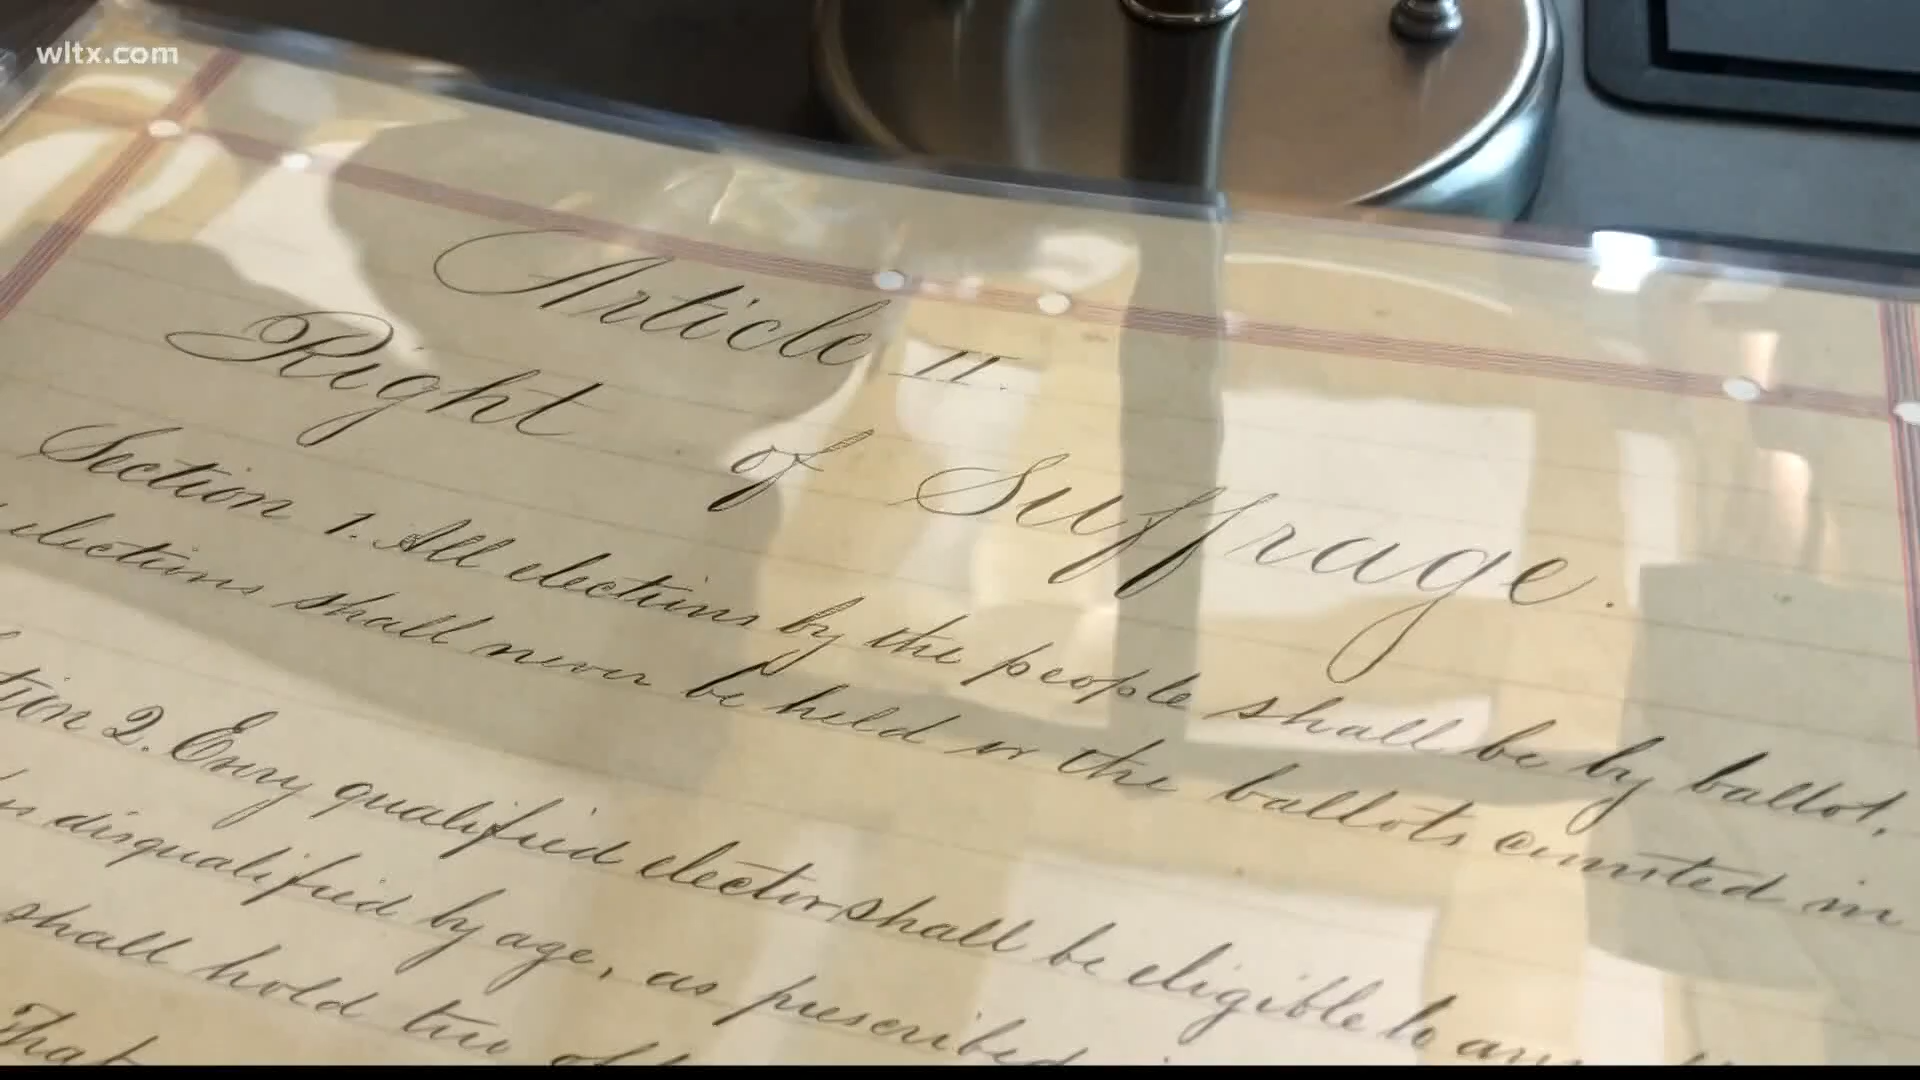 wltx.com
Article II.
Right of Suffrage.
Section 1. All elections by the people shall be by ballot,
elections shall never be held or the ballots counted in
tion 2. Every qualified elector shall be eligible to any
disqualified by age, as prescribed
shall hold two
That